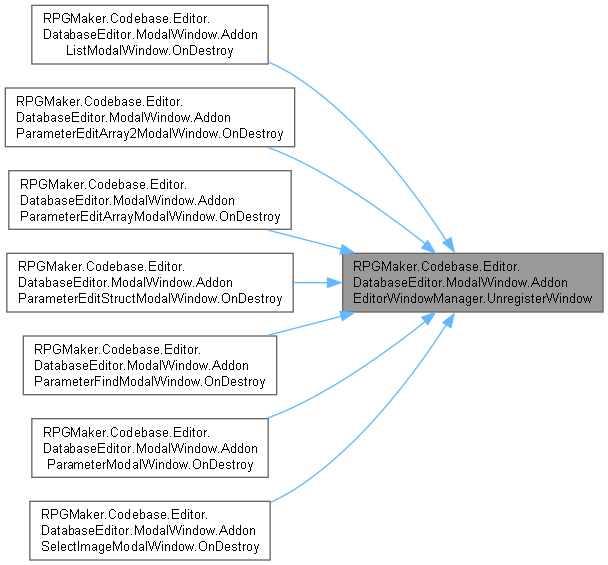 RPGMaker.Codebase.Editor.
DatabaseEditor.ModalWindow.Addon
ListModalWindow.OnDestroy
RPGMaker.Codebase.Editor.
DatabaseEditor.ModalWindow.Addon
ParameterEditArray2ModalWindow.OnDestroy
RPGMaker.Codebase.Editor.
DatabaseEditor.ModalWindow.Addon
ParameterEditArrayModalWindow.OnDestroy
RPGMaker.Codebase.Editor.
DatabaseEditor.ModalWindow.Addon
EditorWindowManager.UnregisterWindow
RPGMaker.Codebase.Editor.
DatabaseEditor.ModalWindow.Addon
ParameterEditStructModalWindow.OnDestroy
RPGMaker.Codebase.Editor.
DatabaseEditor.ModalWindow.Addon
ParameterFindModalWindow.OnDestroy
RPGMaker.Codebase.Editor.
DatabaseEditor.ModalWindow.Addon
ParameterModalWindow.OnDestroy
RPGMaker.Codebase.Editor.
DatabaseEditor.ModalWindow.Addon
SelectImageModalWindow.OnDestroy